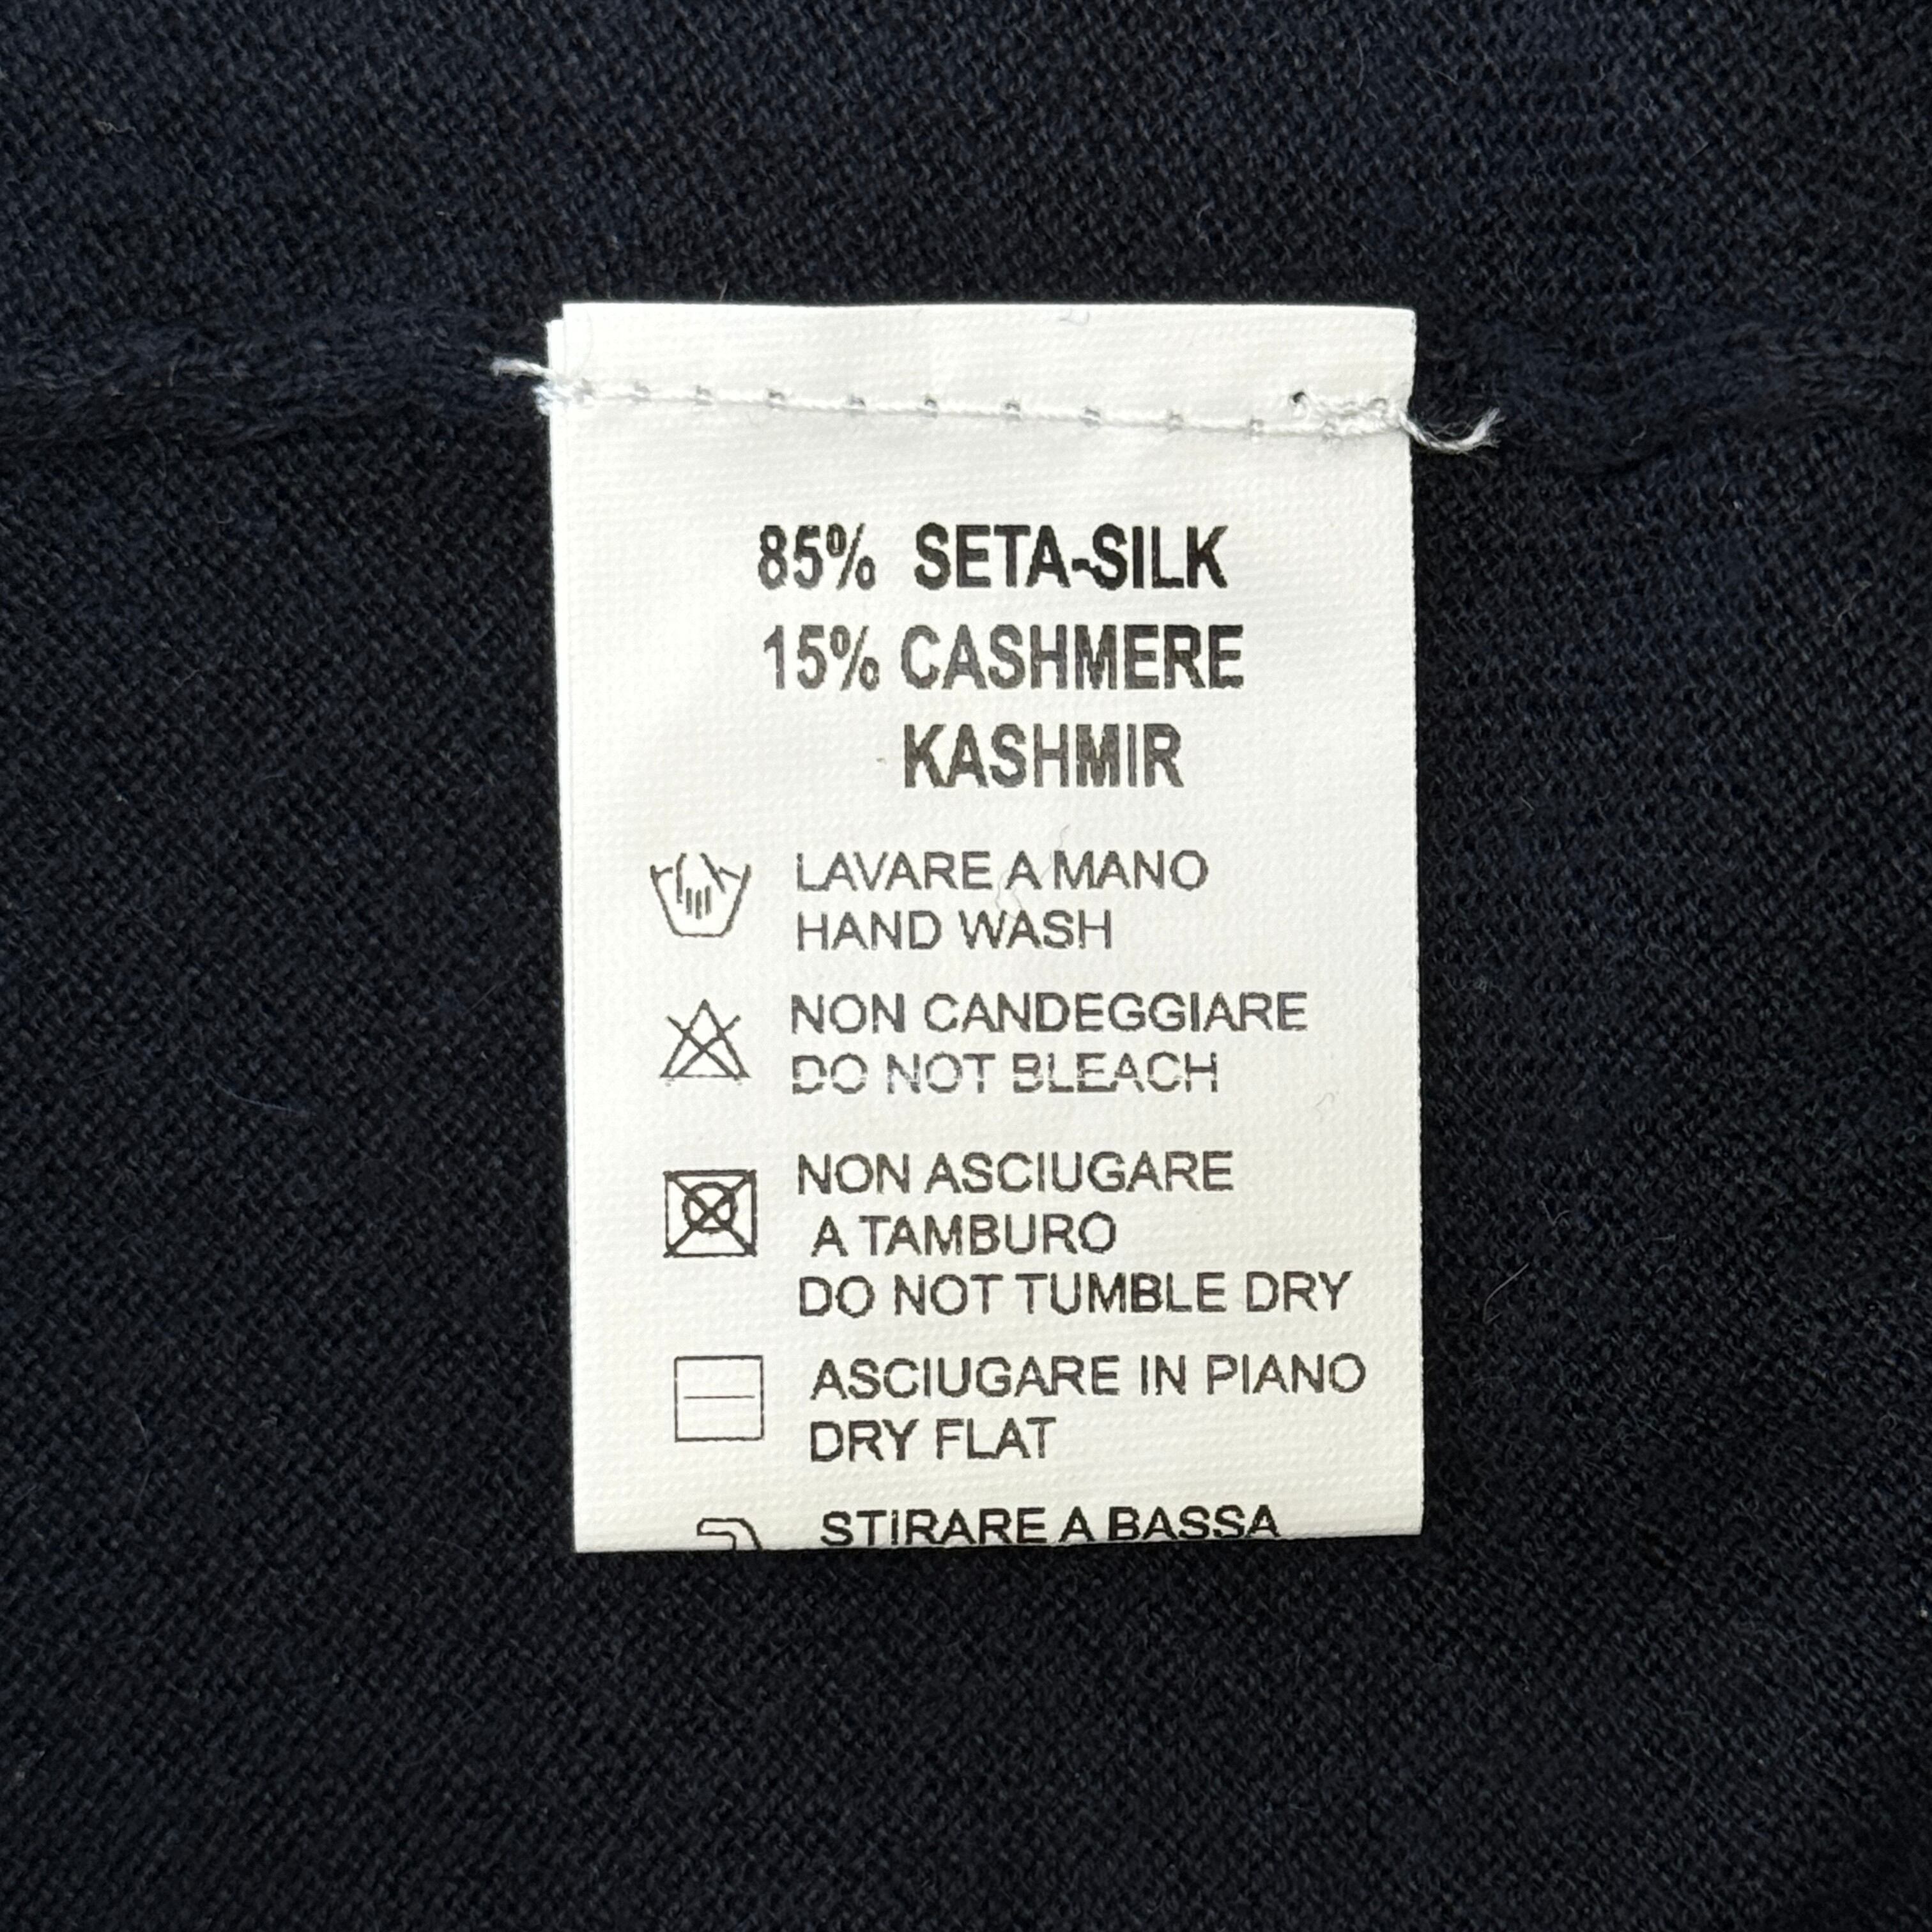 85% SETA-SILK
15% CASHMERE
KASHMIR
LAVARE A MANO
HAND WASH
NON CANDEGGIARE
DO NOT BLEACH
NON ASCIUGARE
A TAMBURO
DO NOT TUMBLE DRY
ASCIUGARE IN PIANO
DRY FLAT
STIRARE A BASSA